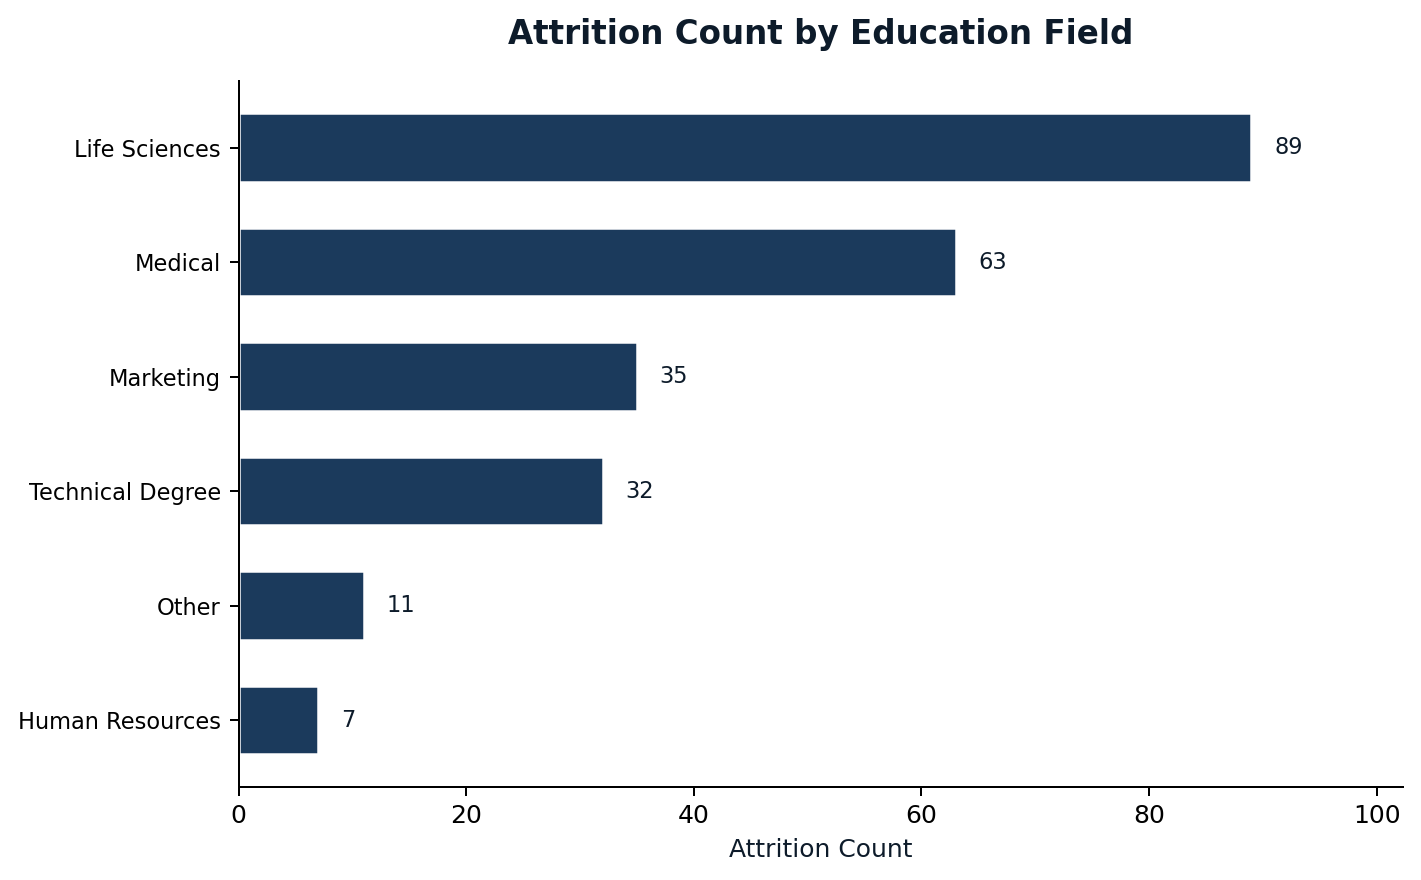 Attrition Count by Education Field
Life Sciences 89
Medical 63
Marketing 35
Technical Degree 32
Other 11
Human Resources 7
0 20 40 60 80 100
Attrition Count